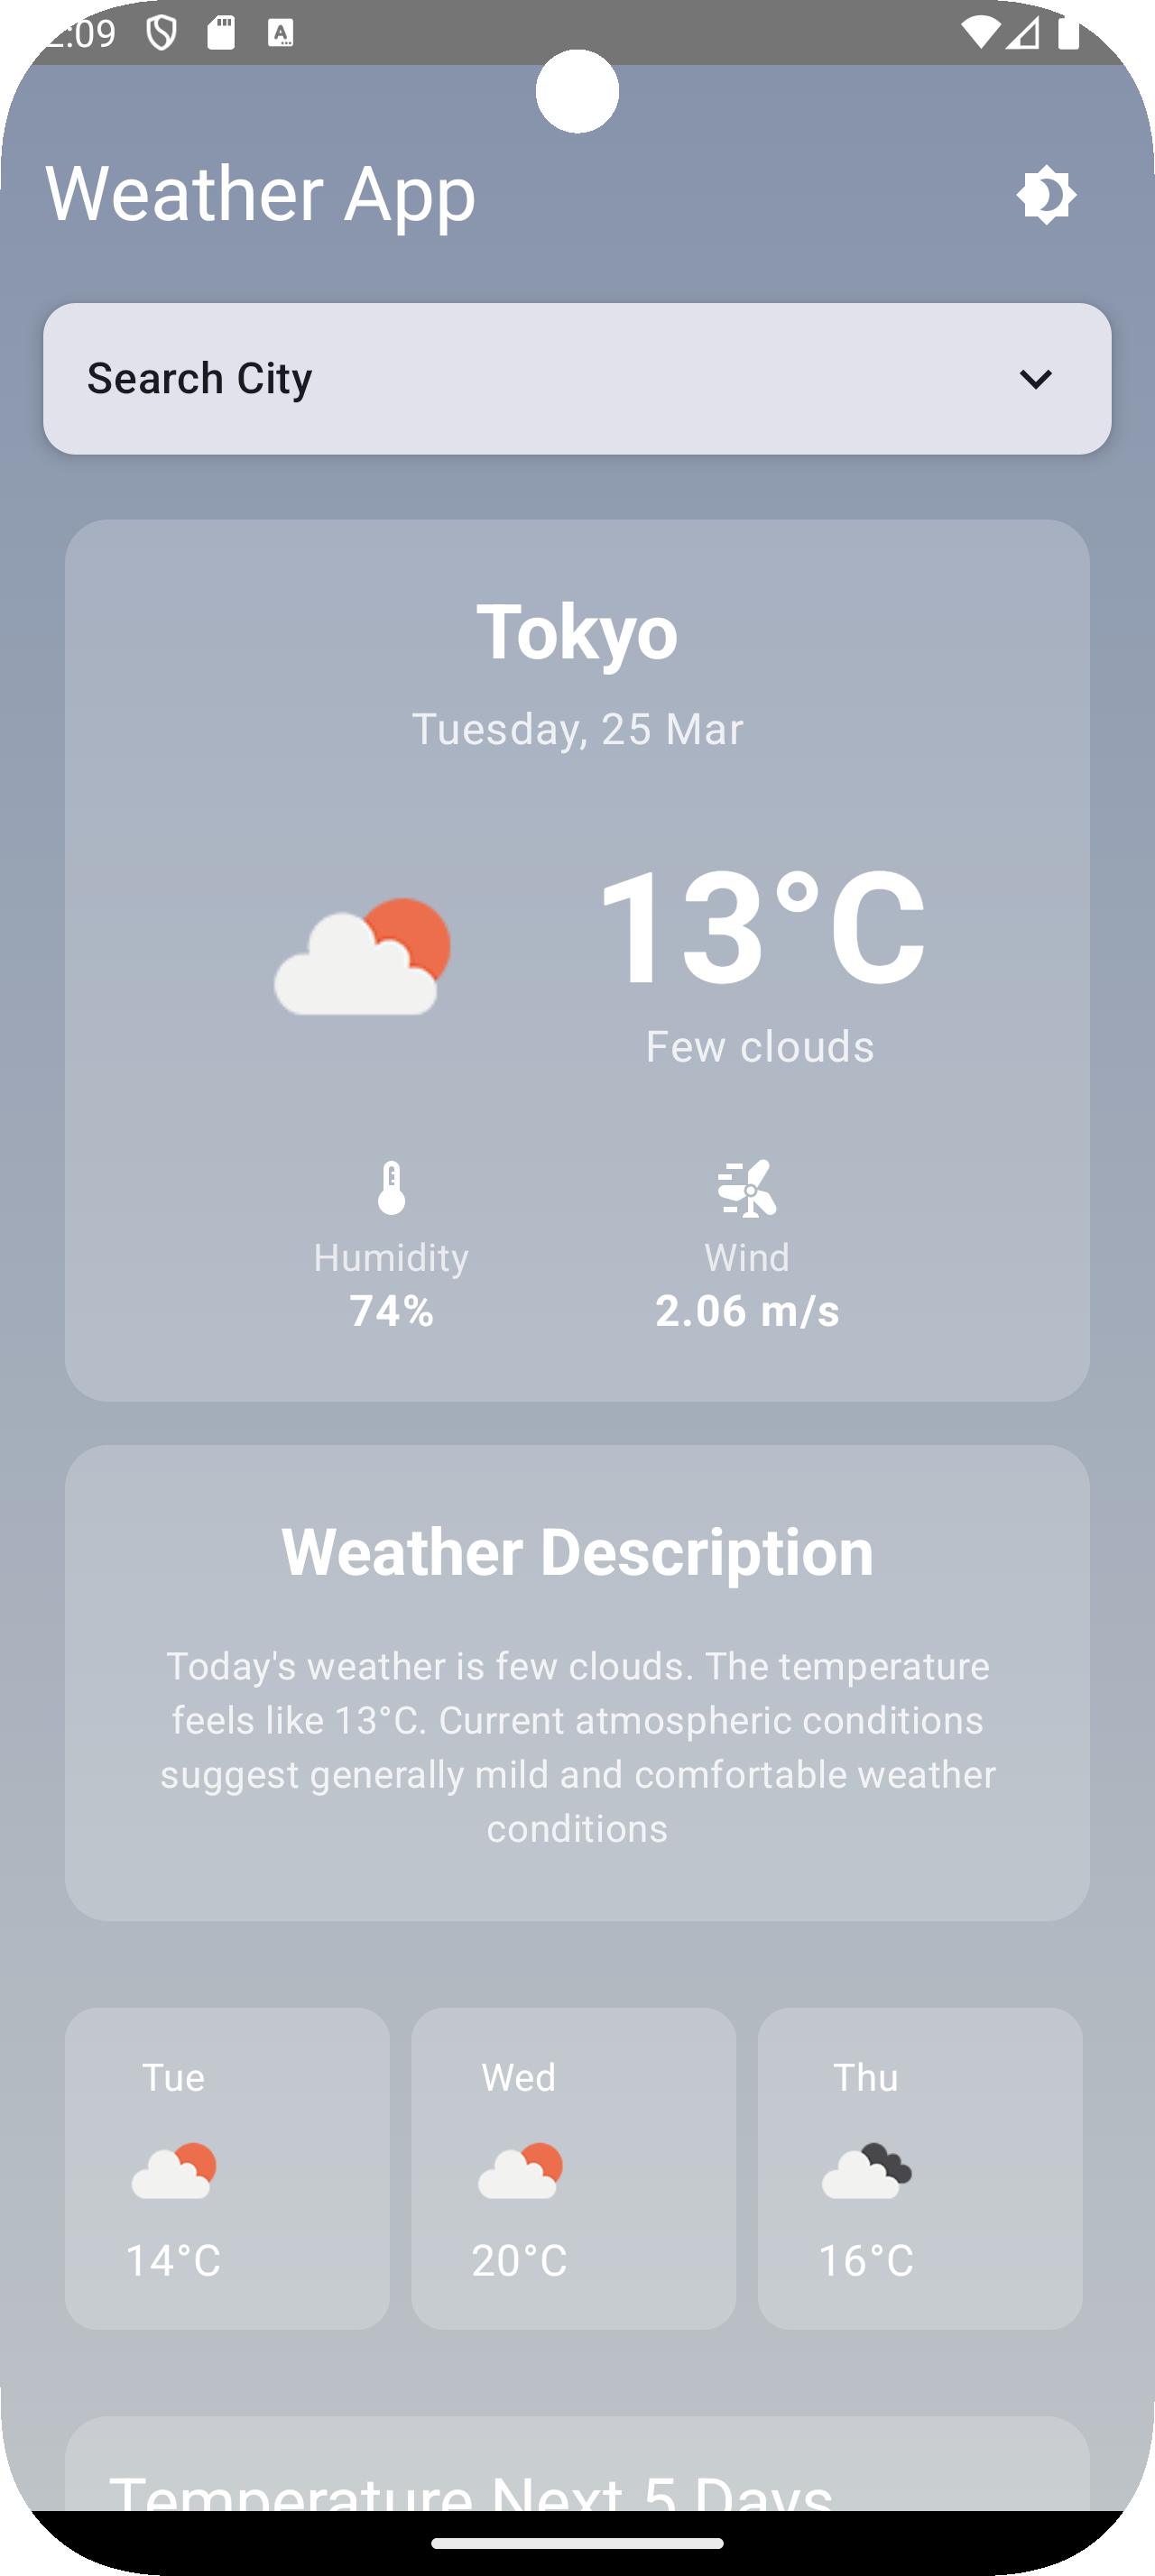 :09
Weather App
Search City
Tokyo
Tuesday, 25 Mar
13°C
Few clouds
Humidity
Wind
74%
2.06 m/s
Weather Description
Today's weather is few clouds. The temperature
feels like 13°C. Current atmospheric conditions
suggest generally mild and comfortable weather
conditions
Tue
Wed
Thu
14°C
20°C
16°C
Temperature Next 5 Days